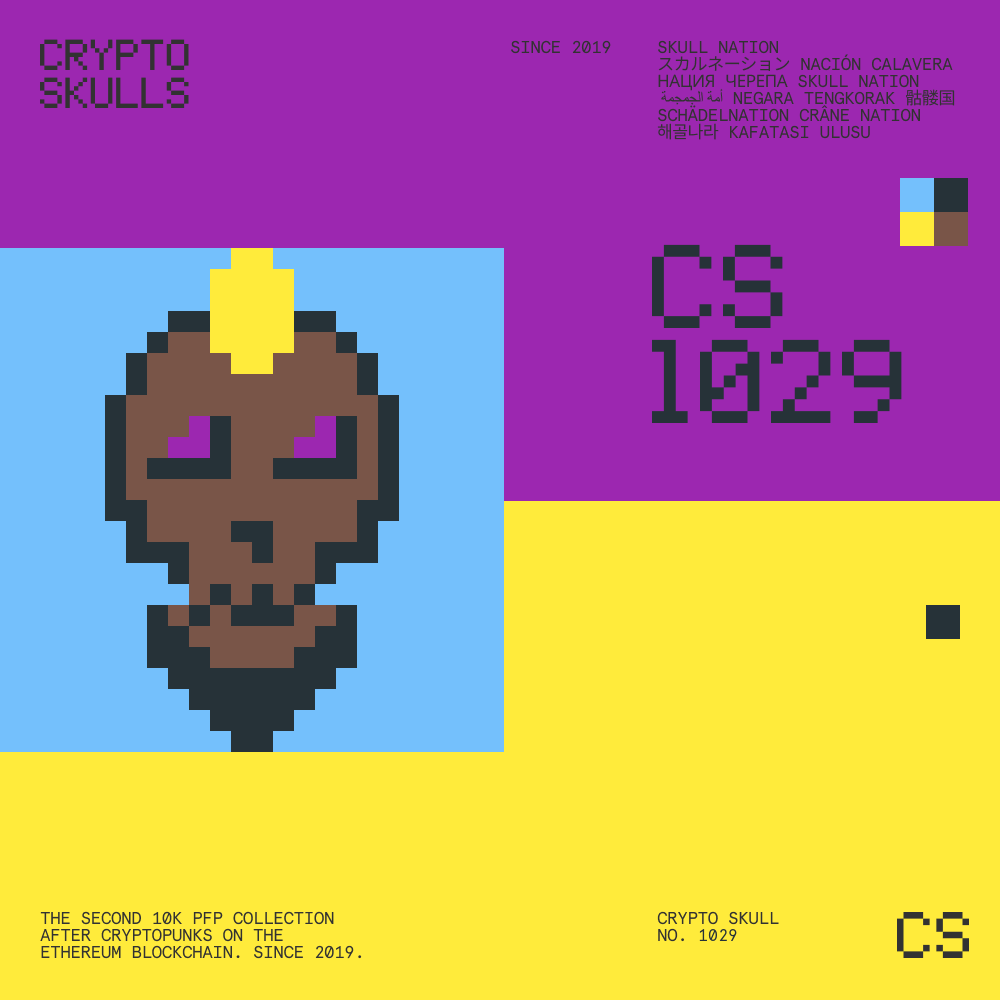 CRYPTO
SKULLS
SINCE 2019
SKULL NATION
スカルネーション NACIÓN CALAVERA
НАЦИЯ ЧЕРЕПА SKULL NATION
أمة الجمجمة NEGARA TENGKORAK 骷髅国
SCHÄDELNATION CRÂNE NATION
해골나라 KAFATASI ULUSU
CS
1029
THE SECOND 10K PFP COLLECTION
AFTER CRYPTOPUNKS ON THE
ETHEREUM BLOCKCHAIN. SINCE 2019.
CRYPTO SKULL
NO. 1029
CS